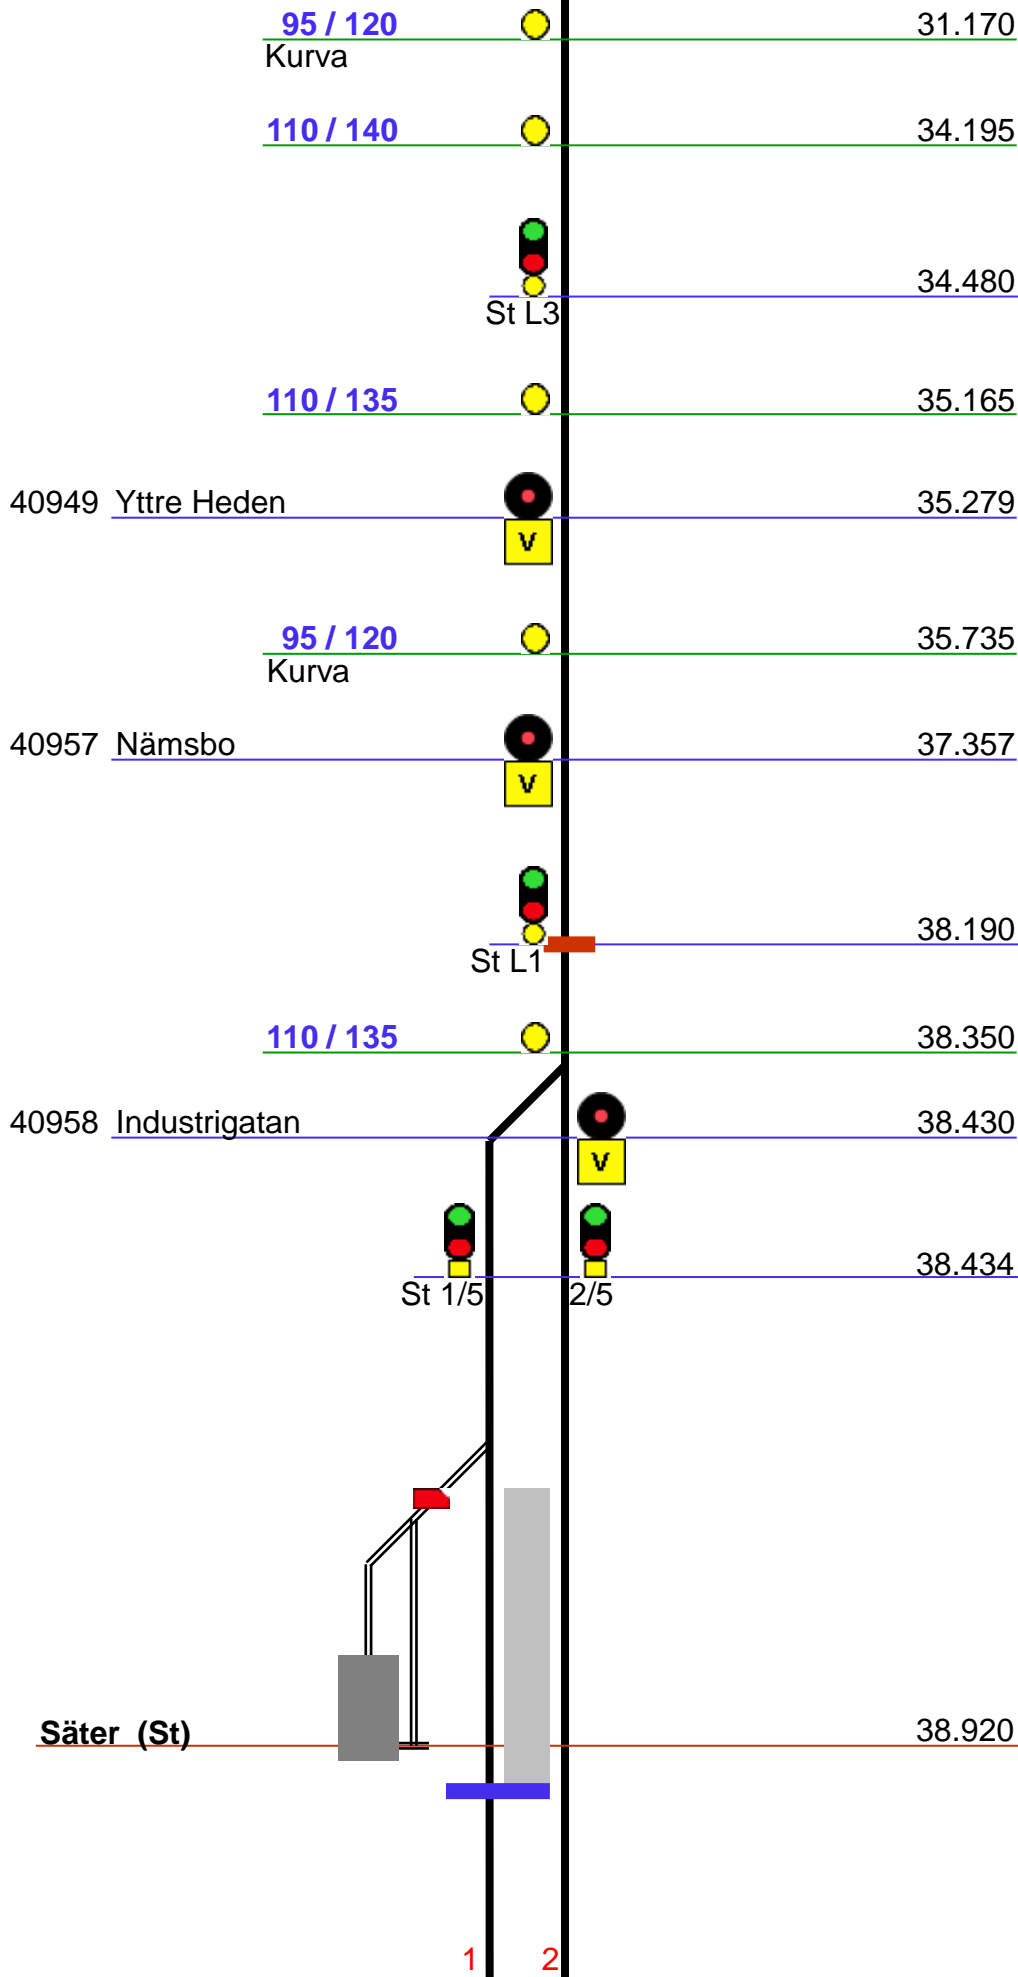 95 / 120 31.170
Kurva
110 / 140 34.195
34.480
St L3
110 / 135 35.165
40949 Yttre Heden 35.279
V
95 / 120 35.735
Kurva
40957 Nämsbo 37.357
V
38.190
St L1
110 / 135 38.350
40958 Industrigatan 38.430
V
38.434
St 1/5 2/5
Säter (St) 38.920
1 2